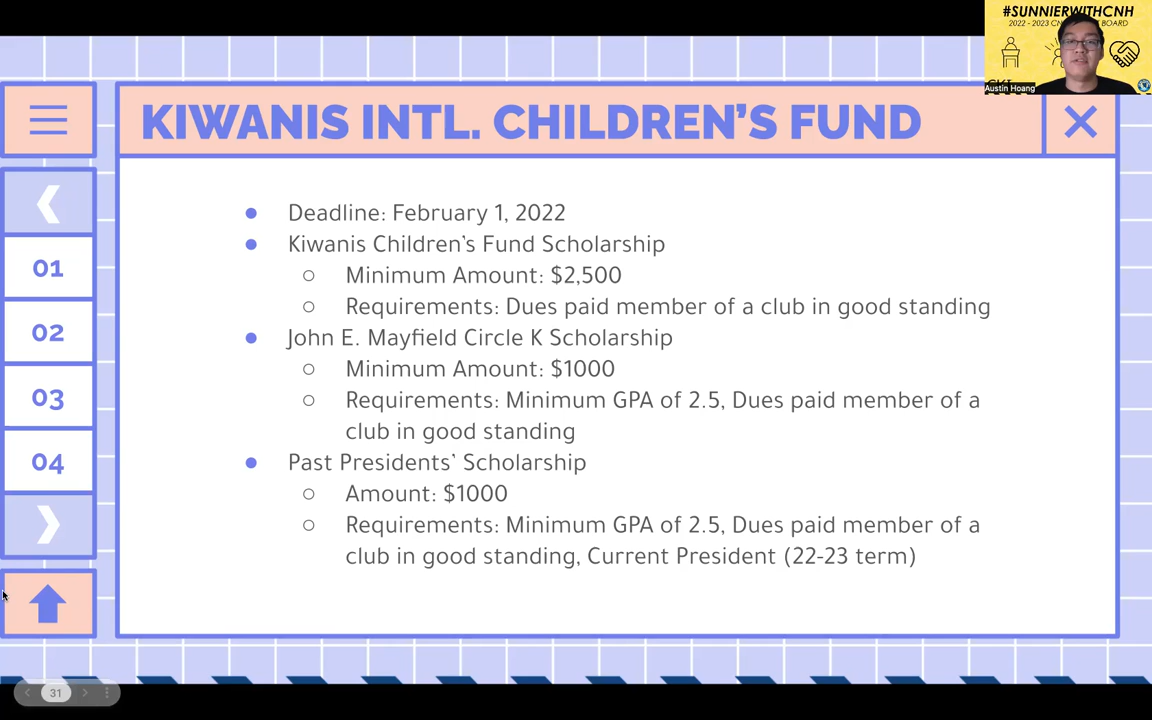 #SUNNIERWITHCNH
Austin Hoang
KIWANIS INTL. CHILDREN'S FUND
Deadline: February 1, 2022
Kiwanis Children's Fund Scholarship
Minimum Amount: $2,500
Requirements: Dues paid member of a club in good standing
John E. Mayfield Circle K Scholarship
Minimum Amount: $1000
Requirements: Minimum GPA of 2.5, Dues paid member of a
club in good standing
Past Presidents' Scholarship
Amount: $1000
Requirements: Minimum GPA of 2.5, Dues paid member of a
club in good standing, Current President (22-23 term)
01
02
03
04
31